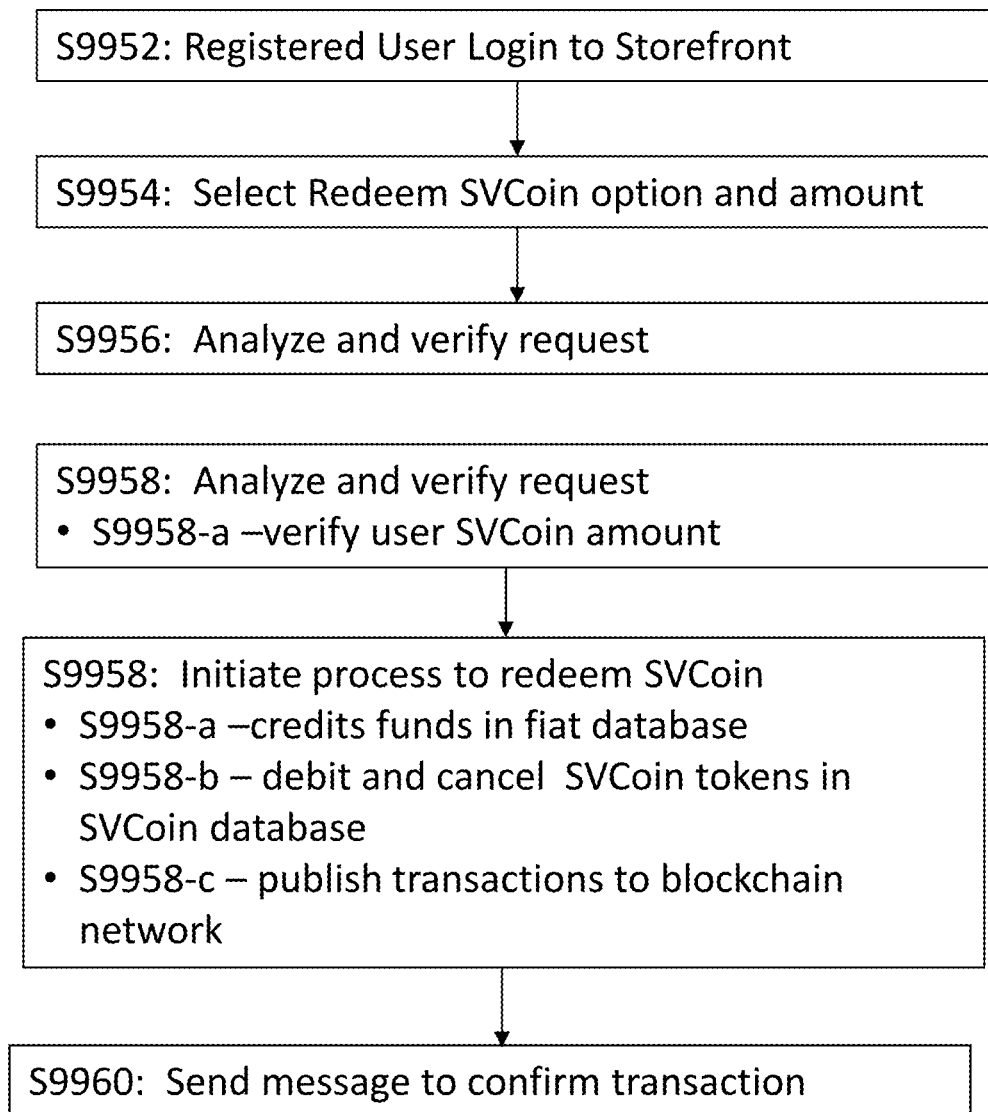 S9952: Registered User Login to Storefront
S9954:  Select Redeem SVCoin option and amount
S9956:  Analyze and verify request
S9958:  Analyze and verify request
• S9958-a –verify user SVCoin amount
S9958:  Initiate process to redeem SVCoin
• S9958-a –credits funds in fiat database
• S9958-b – debit and cancel  SVCoin tokens in
SVCoin database
• S9958-c – publish transactions to blockchain
network
S9960:  Send message to confirm transaction